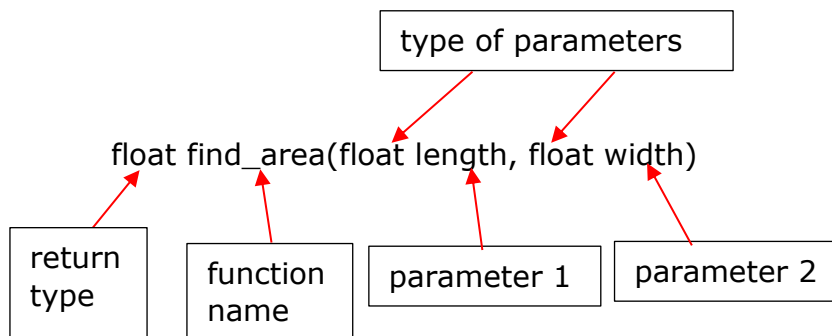 type of parameters
float find_area(float length, float width)
return
type
function
name
parameter 1
parameter 2